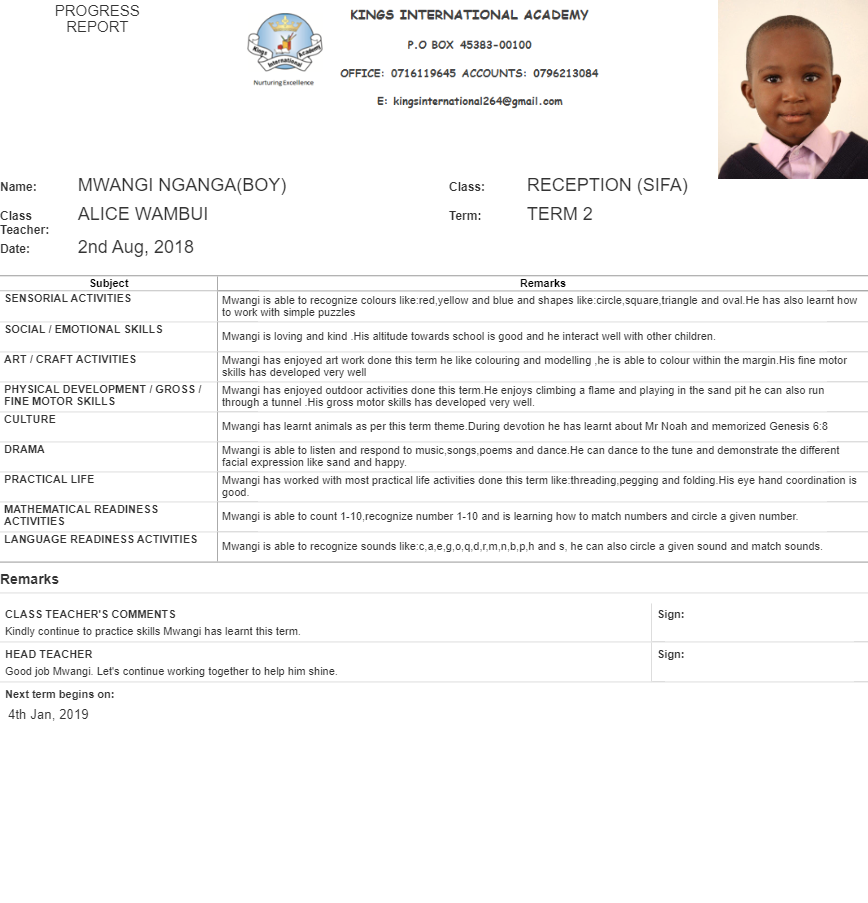 PROGRESS
REPORT
Kings International Academy
Nurturing Excellence
KINGS INTERNATIONAL ACADEMY
P.O BOX 45383-00100
OFFICE: 0716119645 ACCOUNTS: 0796213084
E: kingsinternational264@gmail.com
Name: MWANGI NGANGA(BOY) Class: RECEPTION (SIFA)
Class Teacher: ALICE WAMBUI Term: TERM 2
Date: 2nd Aug, 2018
Subject Remarks
SENSORIAL ACTIVITIES
Mwangi is able to recognize colours like:red,yellow and blue and shapes like:circle,square,triangle and oval.He has also learnt how
to work with simple puzzles
SOCIAL / EMOTIONAL SKILLS
Mwangi is loving and kind .His altitude towards school is good and he interact well with other children.
ART / CRAFT ACTIVITIES
Mwangi has enjoyed art work done this term he like colouring and modelling ,he is able to colour within the margin.His fine motor
skills has developed very well
PHYSICAL DEVELOPMENT / GROSS /
FINE MOTOR SKILLS
Mwangi has enjoyed outdoor activities done this term.He enjoys climbing a flame and playing in the sand pit he can also run
through a tunnel .His gross motor skills has developed very well.
CULTURE
Mwangi has learnt animals as per this term theme.During devotion he has learnt about Mr Noah and memorized Genesis 6:8
DRAMA
Mwangi is able to listen and respond to music,songs,poems and dance.He can dance to the tune and demonstrate the different
facial expression like sand and happy.
PRACTICAL LIFE
Mwangi has worked with most practical life activities done this term like:threading,pegging and folding.His eye hand coordination is
good.
MATHEMATICAL READINESS
ACTIVITIES
Mwangi is able to count 1-10,recognize number 1-10 and is learning how to match numbers and circle a given number.
LANGUAGE READINESS ACTIVITIES
Mwangi is able to recognize sounds like:c,a,e,g,o,q,d,r,m,n,b,p,h and s, he can also circle a given sound and match sounds.
Remarks
CLASS TEACHER'S COMMENTS
Kindly continue to practice skills Mwangi has learnt this term.
Sign:
HEAD TEACHER
Good job Mwangi. Let's continue working together to help him shine.
Sign:
Next term begins on:
4th Jan, 2019